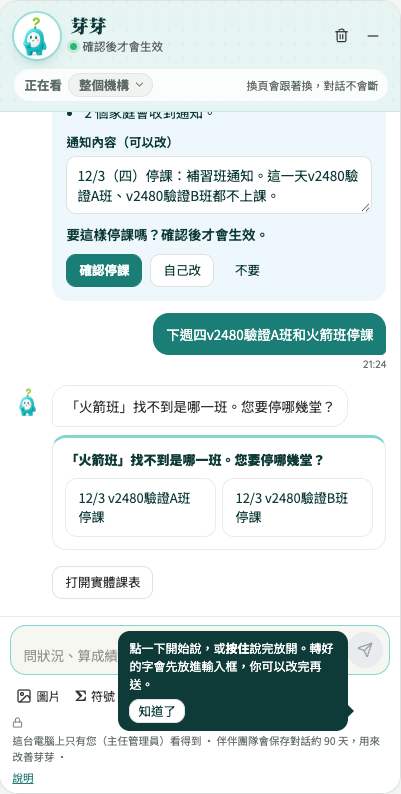 芽芽
確認後才會生效
正在看 整個機構
換頁會跟著換，對話不會斷
2 個家庭會收到通知。
通知內容（可以改）
12/3（四）停課：補習班通知。這一天v2480驗
證A班、v2480驗證B班都不上課。
要這樣停課嗎？確認後才會生效。
確認停課 自己改 不要
下週四v2480驗證A班和火箭班停課
21:24
「火箭班」找不到是哪一班。您要停哪幾堂？
「火箭班」找不到是哪一班。您要停哪幾堂？
12/3 v2480驗證A班
停課
12/3 v2480驗證B班
停課
打開實體課表
問狀況、算成績
點一下開始說，或按住說完放開。轉好
的字會先放進輸入框，你可以改完再
送。
知道了
圖片 Σ 符號
這台電腦上只有您（主任管理員）看得到 · 伴伴團隊會保存對話約 90 天，用來
改善芽芽 ·
說明